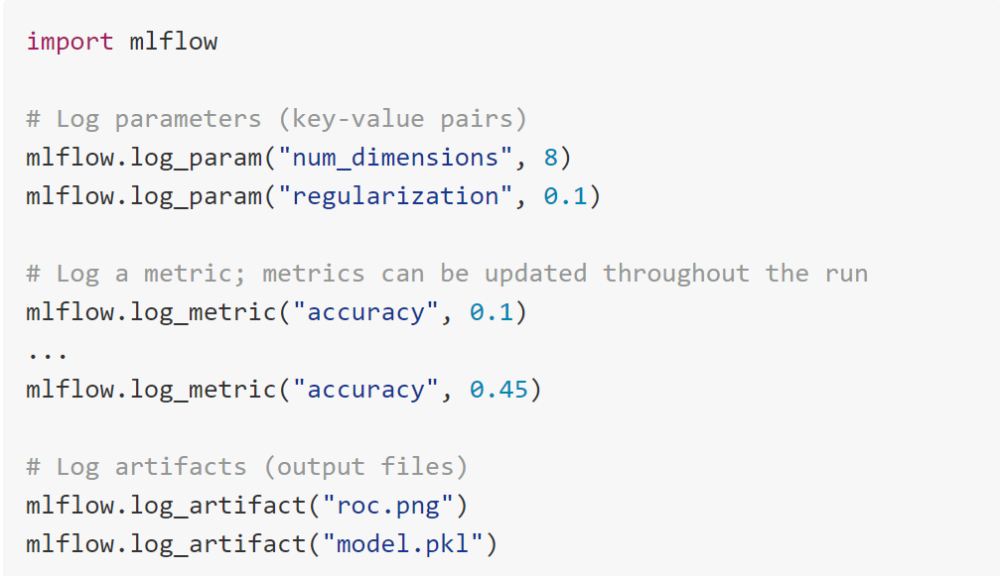 import mlflow
# Log parameters (key-value pairs)
mlflow.log_param("num_dimensions", 8)
mlflow.log_param("regularization", 0.1)
# Log a metric; metrics can be updated throughout the run
mlflow.log_metric("accuracy", 0.1)
...
mlflow.log_metric("accuracy", 0.45)
# Log artifacts (output files)
mlflow.log_artifact("roc.png")
mlflow.log_artifact("model.pkl")